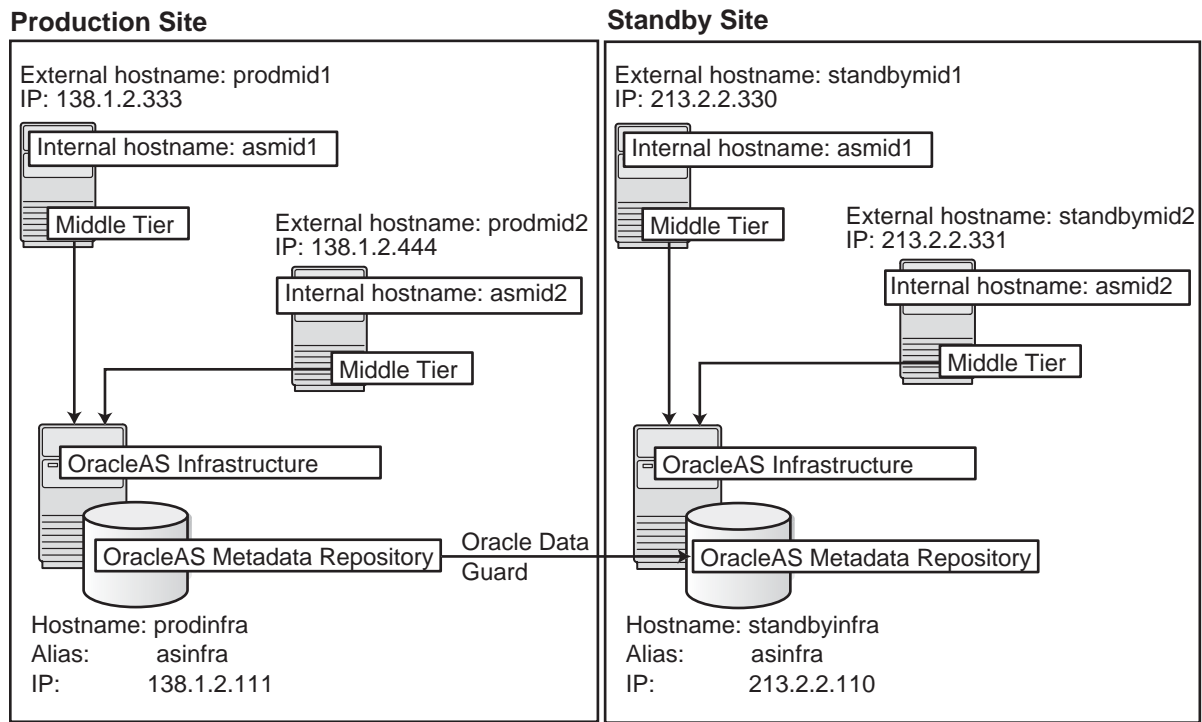 Production Site
External hostname: prodmid1
IP: 138.1.2.333
Internal hostname: asmid1
Middle Tier
External hostname: prodmid2
IP: 138.1.2.444
Internal hostname: asmid2
Middle Tier
OracleAS Infrastructure
OracleAS Metadata Repository
Hostname: prodinfra
Alias: asinfra
IP: 138.1.2.111
Oracle Data
Guard
Standby Site
External hostname: standbymid1
IP: 213.2.2.330
Internal hostname: asmid1
Middle Tier
External hostname: standbymid2
IP: 213.2.2.331
Internal hostname: asmid2
Middle Tier
OracleAS Infrastructure
OracleAS Metadata Repository
Hostname: standbyinfra
Alias: asinfra
IP: 213.2.2.110